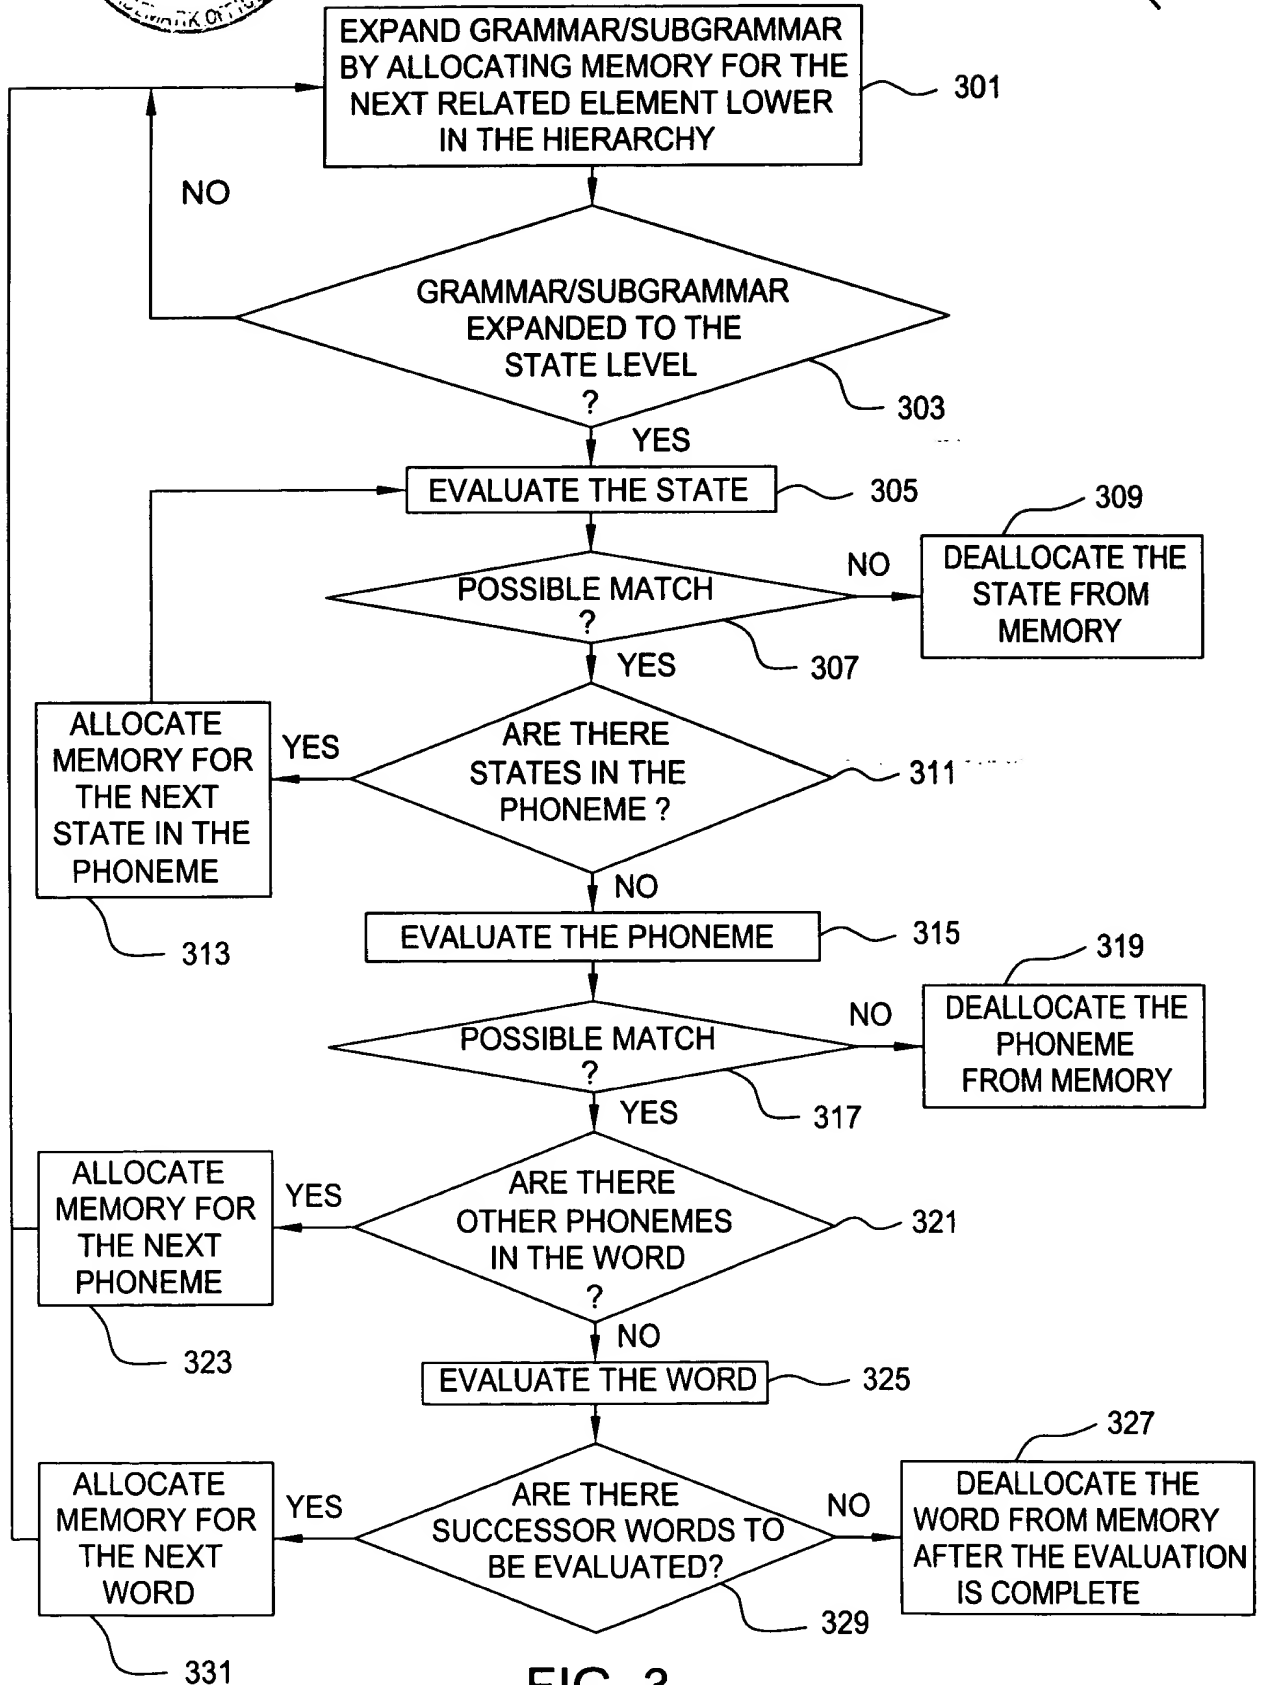 EXPAND GRAMMAR/SUBGRAMMAR
BY ALLOCATING MEMORY FOR THE
NEXT RELATED ELEMENT LOWER
IN THE HIERARCHY
301
NO
GRAMMAR/SUBGRAMMAR
EXPANDED TO THE
STATE LEVEL
?
303
YES
EVALUATE THE STATE
305
309
POSSIBLE MATCH
?
NO
DEALLOCATE THE
STATE FROM
MEMORY
307
YES
ALLOCATE
MEMORY FOR
THE NEXT
STATE IN THE
PHONEME
YES
ARE THERE
STATES IN THE
PHONEME ?
311
313
NO
EVALUATE THE PHONEME
315
319
POSSIBLE MATCH
?
NO
DEALLOCATE THE
PHONEME
FROM MEMORY
317
YES
ALLOCATE
MEMORY FOR
THE NEXT
PHONEME
YES
ARE THERE
OTHER PHONEMES
IN THE WORD
?
321
323
NO
EVALUATE THE WORD
325
327
ALLOCATE
MEMORY FOR
THE NEXT
WORD
YES
ARE THERE
SUCCESSOR WORDS TO
BE EVALUATED?
NO
DEALLOCATE THE
WORD FROM MEMORY
AFTER THE EVALUATION
IS COMPLETE
329
331
FIG. 3